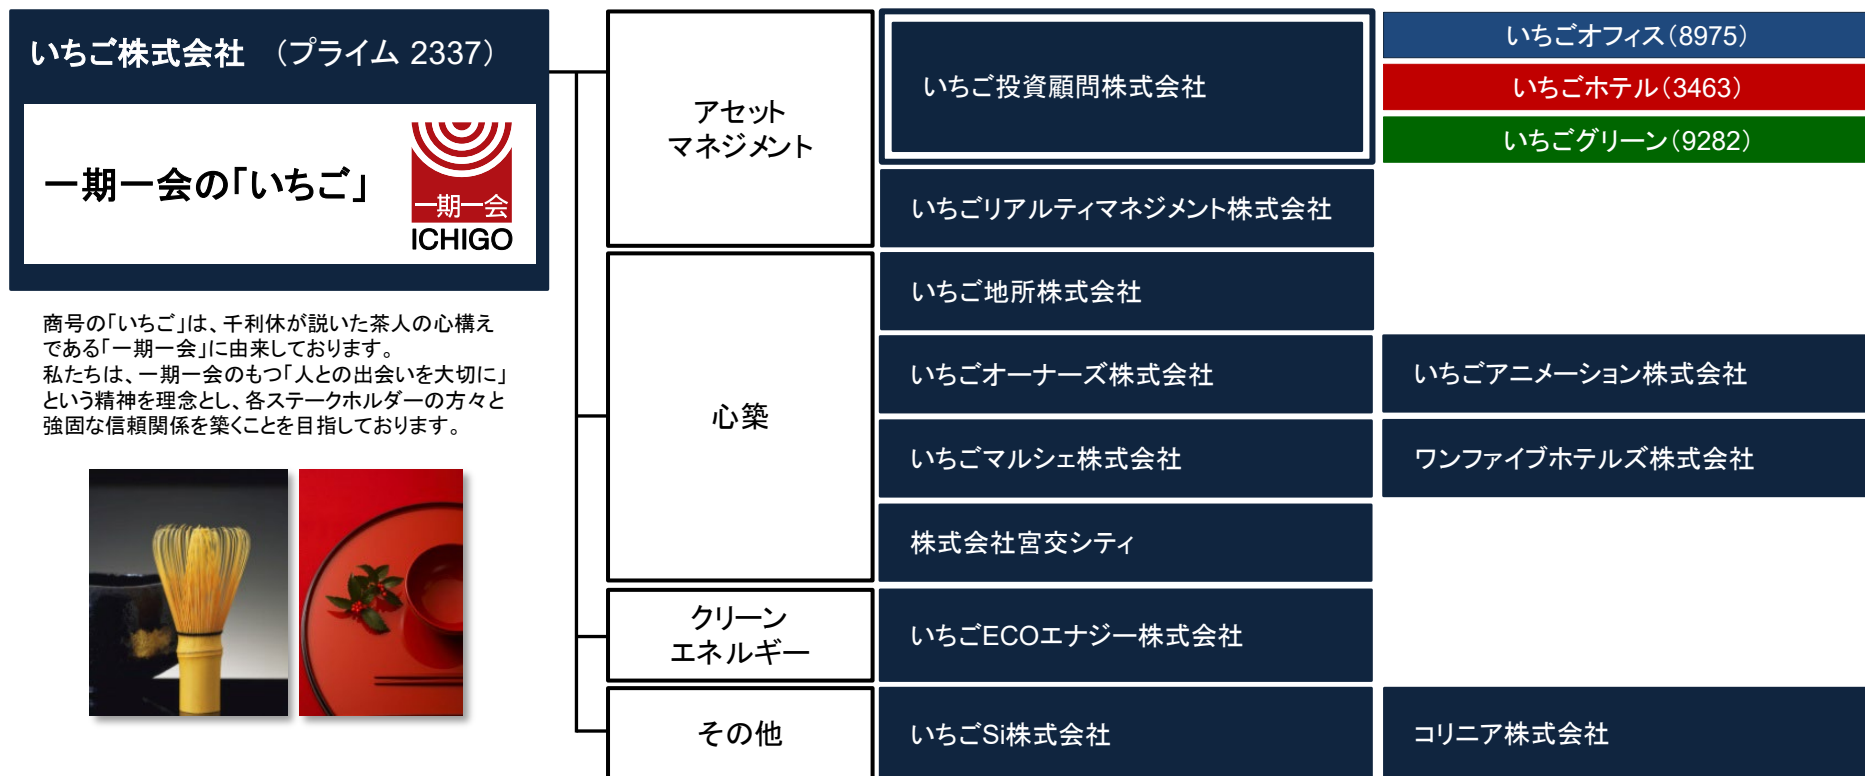 いちご株式会社 （プライム 2337）
一期一会の「いちご」
一期一会
ICHIGO
商号の「いちご」は、千利休が説いた茶人の心構え
である「一期一会」に由来しております。
私たちは、一期一会のもつ「人との出会いを大切に」
という精神を理念とし、各ステークホルダーの方々と
強固な信頼関係を築くことを目指しております。
アセット
マネジメント
いちご投資顧問株式会社
いちごオフィス（8975）
いちごホテル（3463）
いちごグリーン（9282）
いちごリアルティマネジメント株式会社
心築
いちご地所株式会社
いちごオーナーズ株式会社
いちごアニメーション株式会社
いちごマルシェ株式会社
ワンファイブホテルズ株式会社
株式会社宮交シティ
クリーン
エネルギー
いちごECOエナジー株式会社
その他
いちごSi株式会社
コリニア株式会社